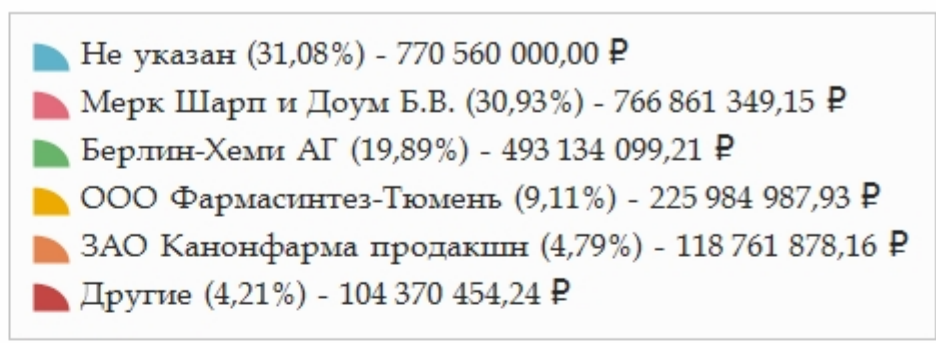 Не указан (31,08%) - 770 560 000,00 ₽
Мерк Шарп и Доум Б.В. (30,93%) - 766 861 349,15 ₽
Берлин-Хеми АГ (19,89%) - 493 134 099,21 ₽
ООО Фармасинтез-Тюмень (9,11%) - 225 984 987,93 ₽
ЗАО Канонфарма продакшн (4,79%) - 118 761 878,16 ₽
Другие (4,21%) - 104 370 454,24 ₽